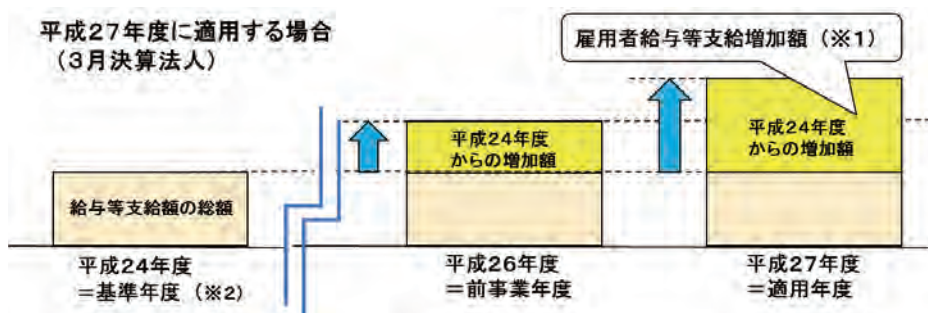 平成27年度に適用する場合
（3月決算法人）
雇用者給与等支給増加額（※1）
平成24年度
からの増加額
平成24年度
からの増加額
給与等支給額の総額
平成24年度
＝基準年度（※2）
平成26年度
＝前事業年度
平成27年度
＝適用年度